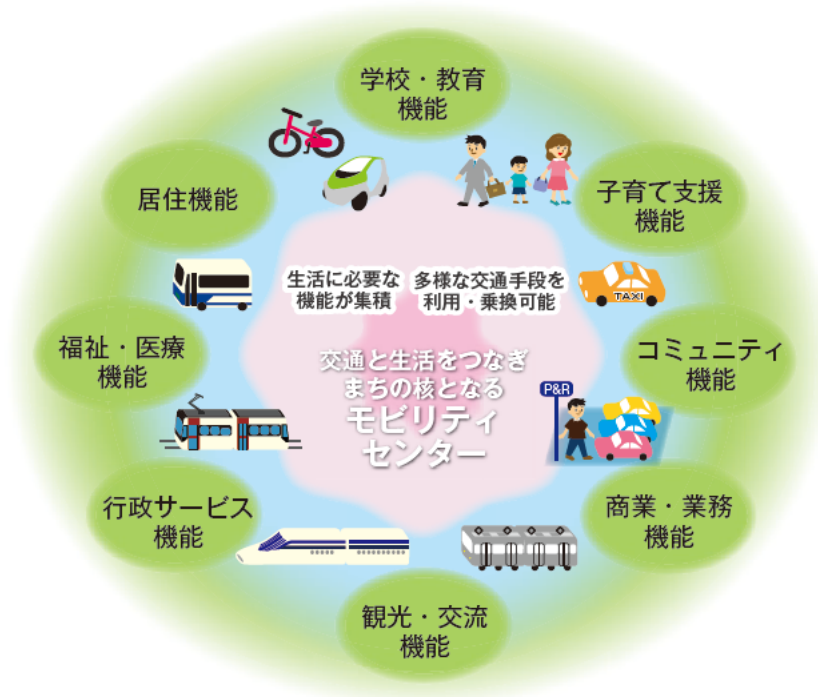 学校・教育
機能
居住機能
子育て支援
機能
生活に必要な
機能が集積
多様な交通手段を
利用・乗換可能
TAXI
福祉・医療
機能
コミュニティ
機能
交通と生活をつなぎ
まちの核となる
モビリティ
センター
P&R
行政サービス
機能
商業・業務
機能
観光・交流
機能